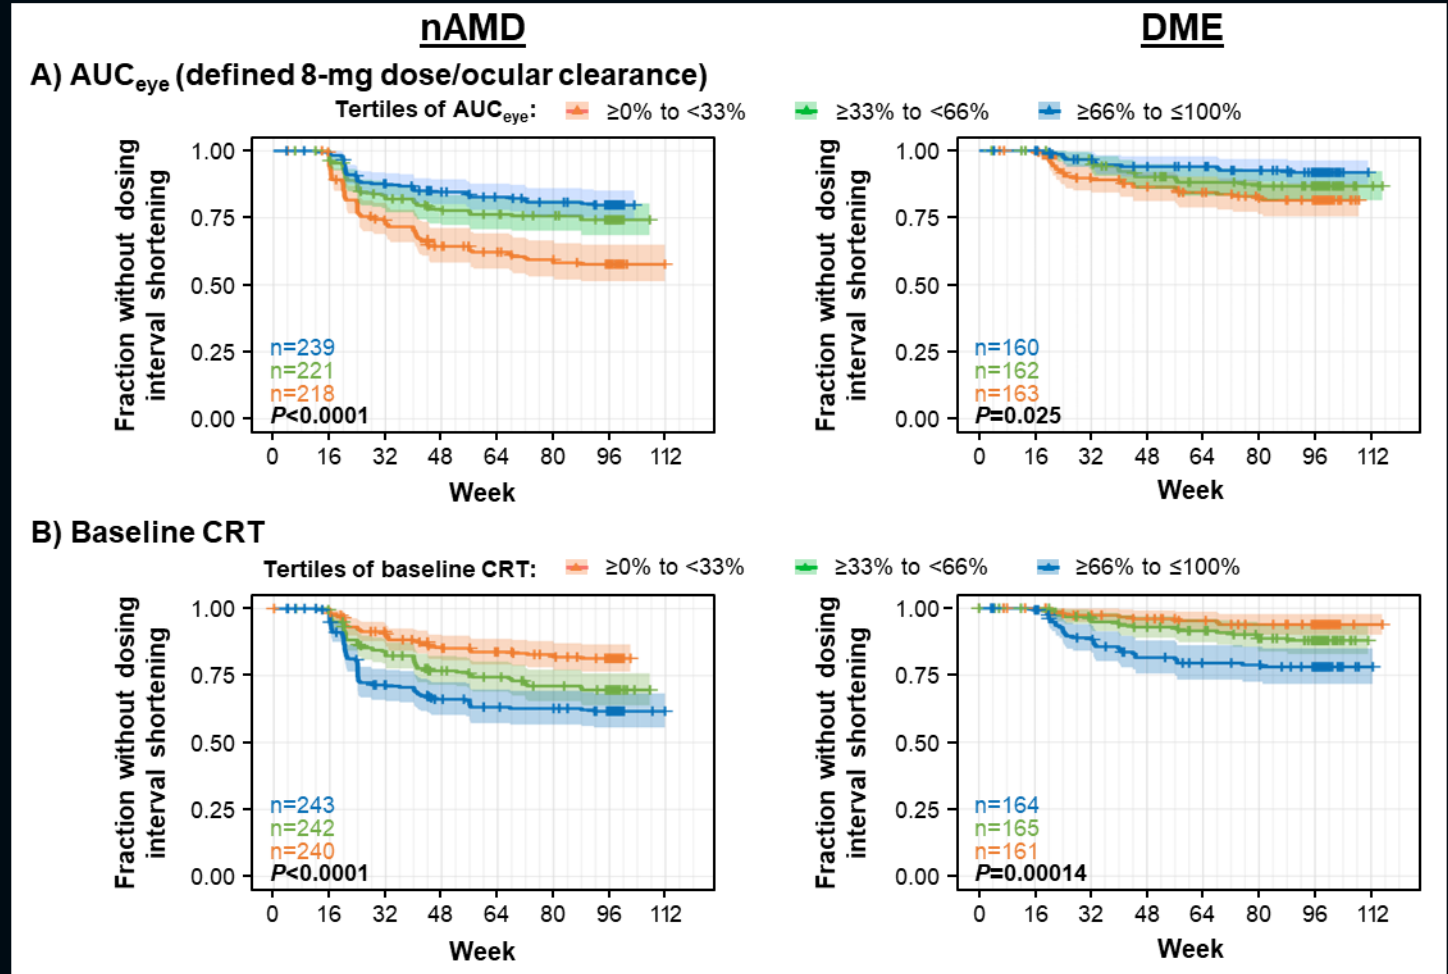 nAMD
DME
A) AUCeye (defined 8-mg dose/ocular clearance)
Tertiles of AUCeye: ≥0% to <33% ≥33% to <66% ≥66% to ≤100%
Fraction without dosing
interval shortening
1.00
0.75
0.50
0.25
0.00
n=239
n=221
n=218
P<0.0001
0 16 32 48 64 80 96 112
Week
Fraction without dosing
interval shortening
1.00
0.75
0.50
0.25
0.00
n=160
n=162
n=163
P=0.025
0 16 32 48 64 80 96 112
Week
B) Baseline CRT
Tertiles of baseline CRT: ≥0% to <33% ≥33% to <66% ≥66% to ≤100%
Fraction without dosing
interval shortening
1.00
0.75
0.50
0.25
0.00
n=243
n=242
n=240
P<0.0001
0 16 32 48 64 80 96 112
Week
Fraction without dosing
interval shortening
1.00
0.75
0.50
0.25
0.00
n=164
n=165
n=161
P=0.00014
0 16 32 48 64 80 96 112
Week